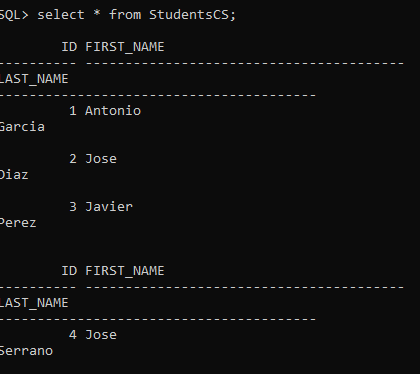 SQL> select * from StudentsCS;
        ID FIRST_NAME
---------- ----------------------------------------
LAST_NAME
----------------------------------------
         1 Antonio
Garcia
         2 Jose
Diaz
         3 Javier
Perez
        ID FIRST_NAME
---------- ----------------------------------------
LAST_NAME
----------------------------------------
         4 Jose
Serrano